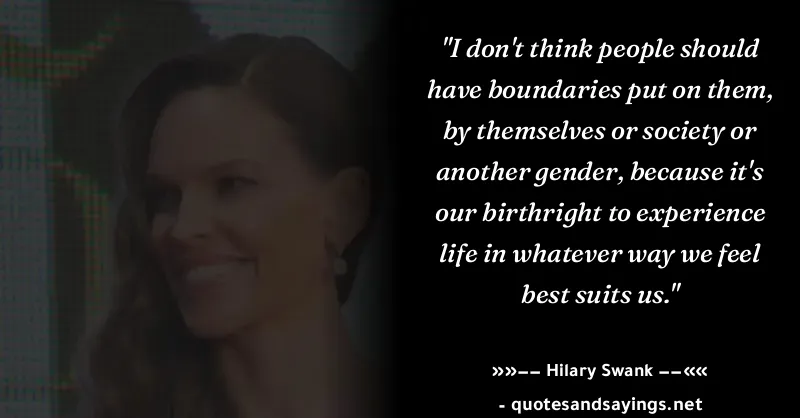 "I don't think people should
have boundaries put on them,
by themselves or society or
another gender, because it's
our birthright to experience
life in whatever way we feel
best suits us."
»»–– Hilary Swank ––««
- quotesandsayings.net